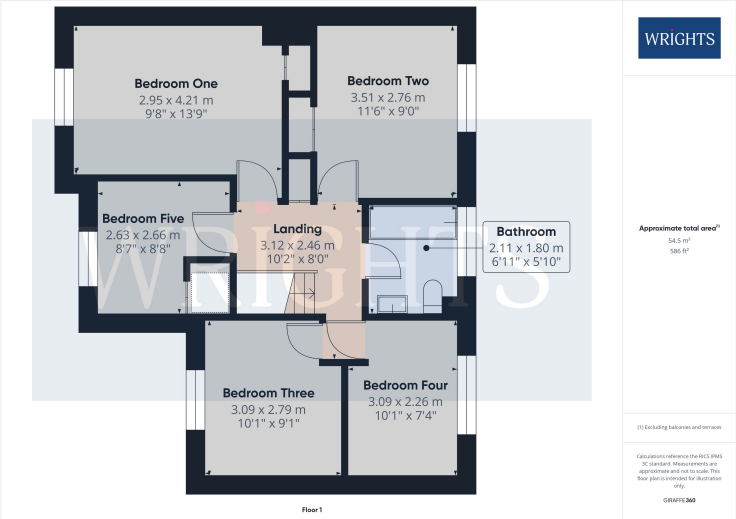 Bedroom One
2.95 x 4.21 m
9'8" x 13'9"
Bedroom Two
3.51 x 2.76 m
11'6" x 9'0"
Bedroom Five
2.63 x 2.66 m
8'7" x 8'8"
Landing
3.12 x 2.46 m
10'2" x 8'0"
Bathroom
2.11 x 1.80 m
6'11" x 5'10"
WRIGHTS
Bedroom Three
3.09 x 2.79 m
10'1" x 9'1"
Bedroom Four
3.09 x 2.26 m
10'1" x 7'4"
Floor 1
WRIGHTS
Approximate total area⁽¹⁾
54.5 m²
586 ft²
(1) Excluding balconies and terraces
Calculations reference the RICS IPMS
3C standard. Measurements are
approximate and not to scale. This
floor plan is intended for illustration
only.
GIRAFFE360